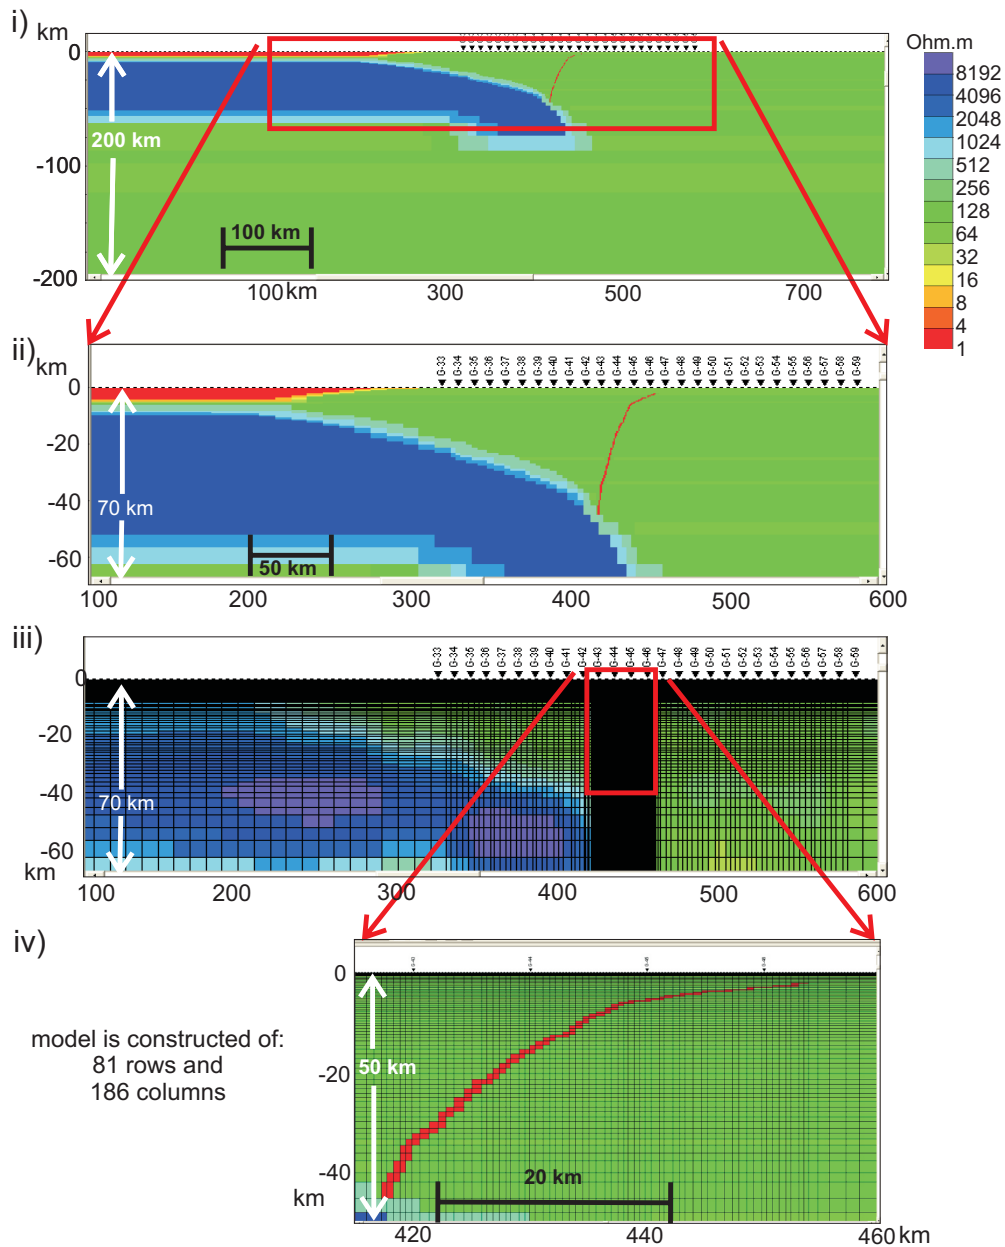 i)
km
0
-100
-200
200 km
100 km
100km
300
500
700
Ohm.m
8192
4096
2048
1024
512
256
128
64
32
16
8
4
1
ii)
km
G-33 G-34 G-35 G-36 G-37 G-38 G-39 G-40 G-41 G-42 G-43 G-44 G-45 G-46 G-47 G-48 G-49 G-50 G-51 G-52 G-53 G-54 G-55 G-56 G-57 G-58 G-59
0
-20
-40
-60
70 km
50 km
100
200
300
400
500
600
iii)
G-33 G-34 G-35 G-36 G-37 G-38 G-39 G-40 G-41 G-42 G-43 G-44 G-45 G-46 G-47 G-48 G-49 G-50 G-51 G-52 G-53 G-54 G-55 G-56 G-57 G-58 G-59
0
-20
-40
-60
km
70 km
100
200
300
400
500
600
iv)
model is constructed of:
81 rows and
186 columns
0
-20
-40
km
50 km
20 km
420
440
460 km